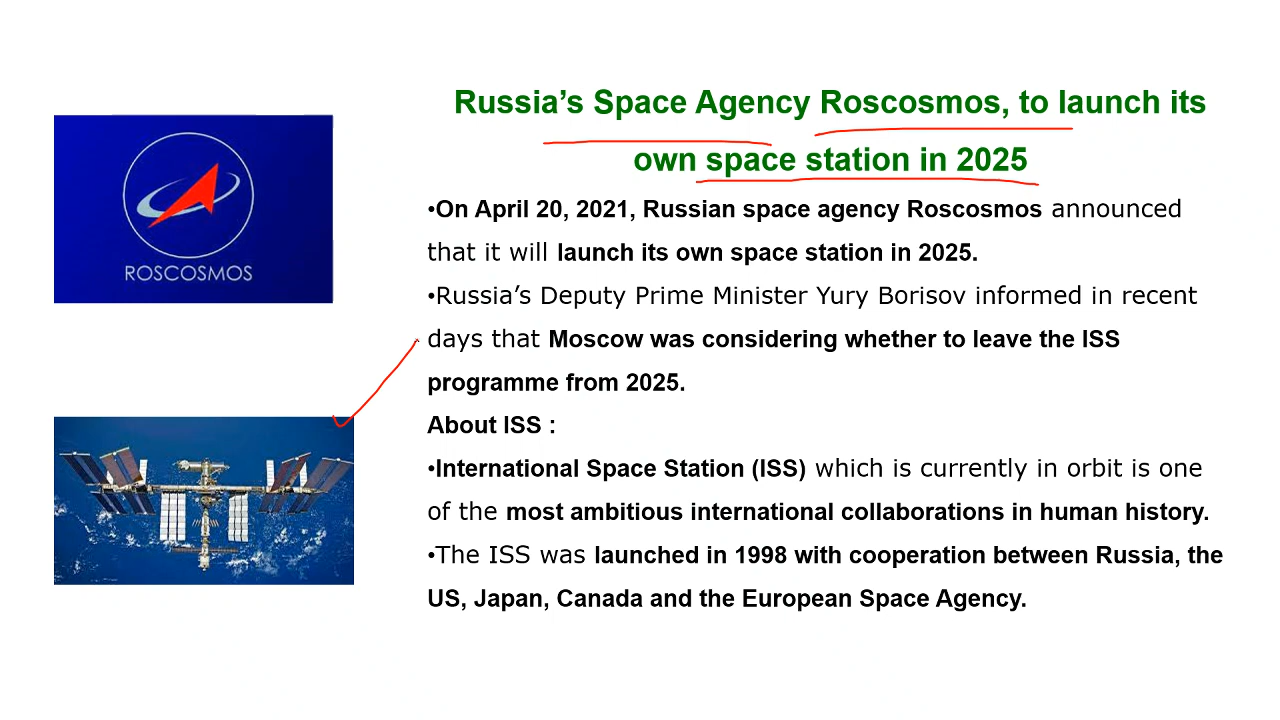 Russia’s Space Agency Roscosmos, to launch its
own space station in 2025
ROSCOSMOS
•On April 20, 2021, Russian space agency Roscosmos announced
that it will launch its own space station in 2025.
•Russia’s Deputy Prime Minister Yury Borisov informed in recent
days that Moscow was considering whether to leave the ISS
programme from 2025.
About ISS :
•International Space Station (ISS) which is currently in orbit is one
of the most ambitious international collaborations in human history.
•The ISS was launched in 1998 with cooperation between Russia, the
US, Japan, Canada and the European Space Agency.